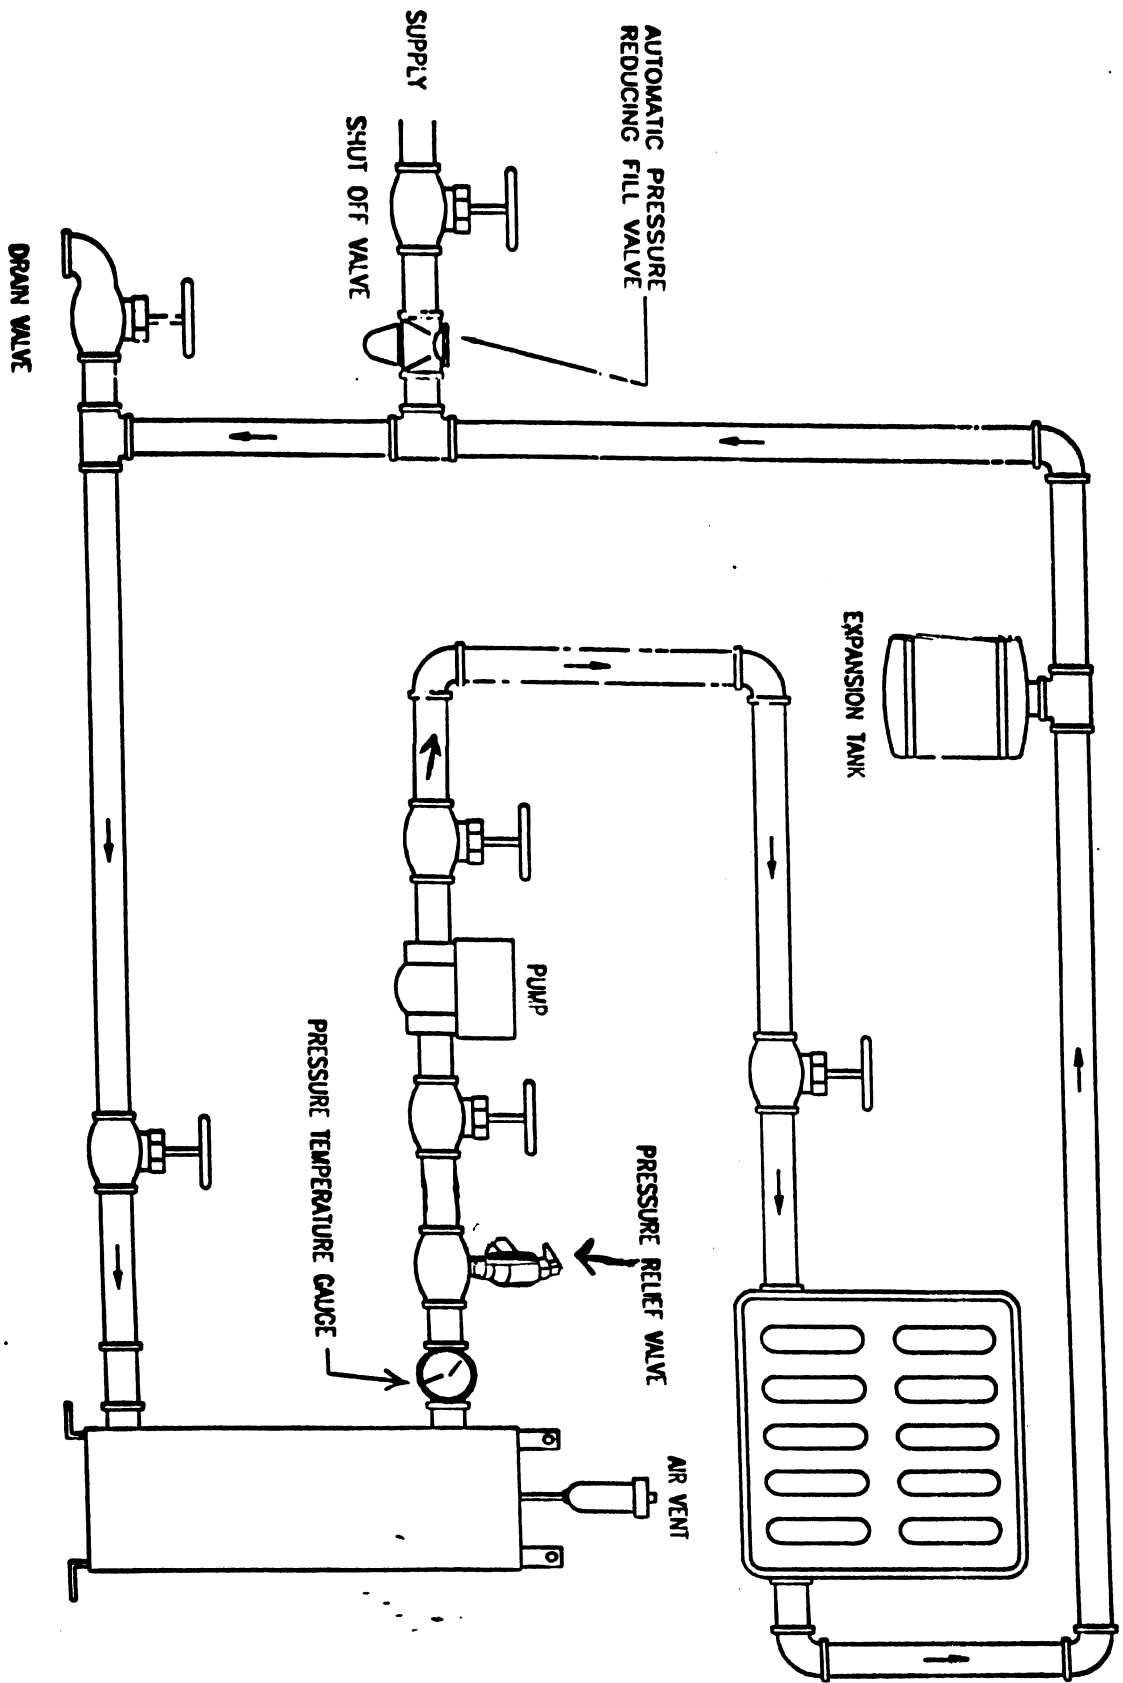 AUTOMATIC PRESSURE
REDUCING FILL VALVE
SUPPLY
SHUT OFF VALVE
DRAIN VALVE
EXPANSION TANK
PUMP
PRESSURE TEMPERATURE GAUGE
PRESSURE RELIEF VALVE
AIR VENT